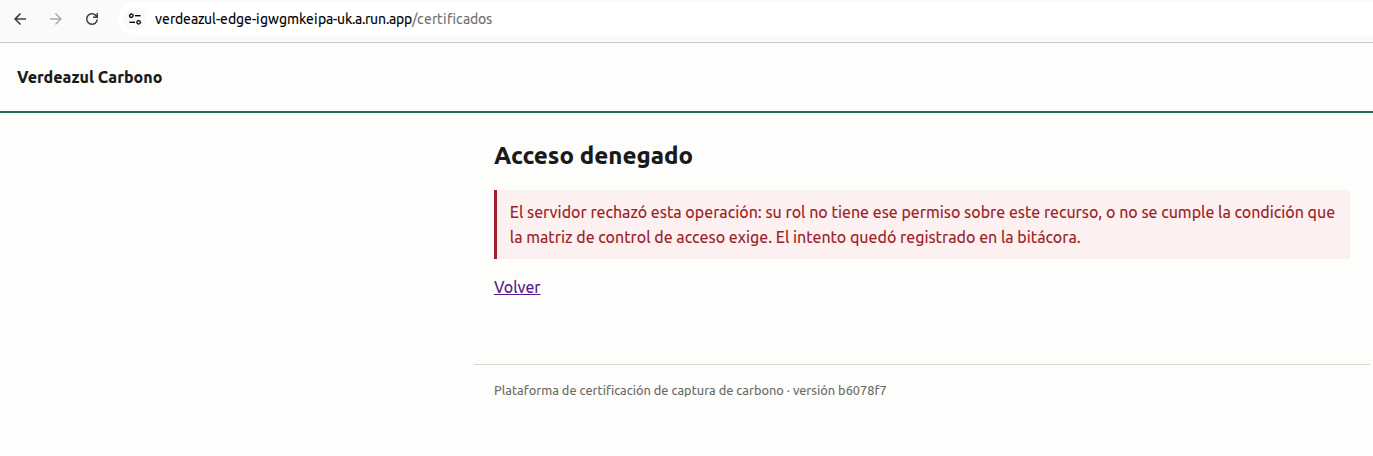 verdeazul-edge-igwgmkeipa-uk.a.run.app/certificados
Verdeazul Carbono
Acceso denegado
El servidor rechazó esta operación: su rol no tiene ese permiso sobre este recurso, o no se cumple la condición que
la matriz de control de acceso exige. El intento quedó registrado en la bitácora.
Volver
Plataforma de certificación de captura de carbono · versión b6078f7